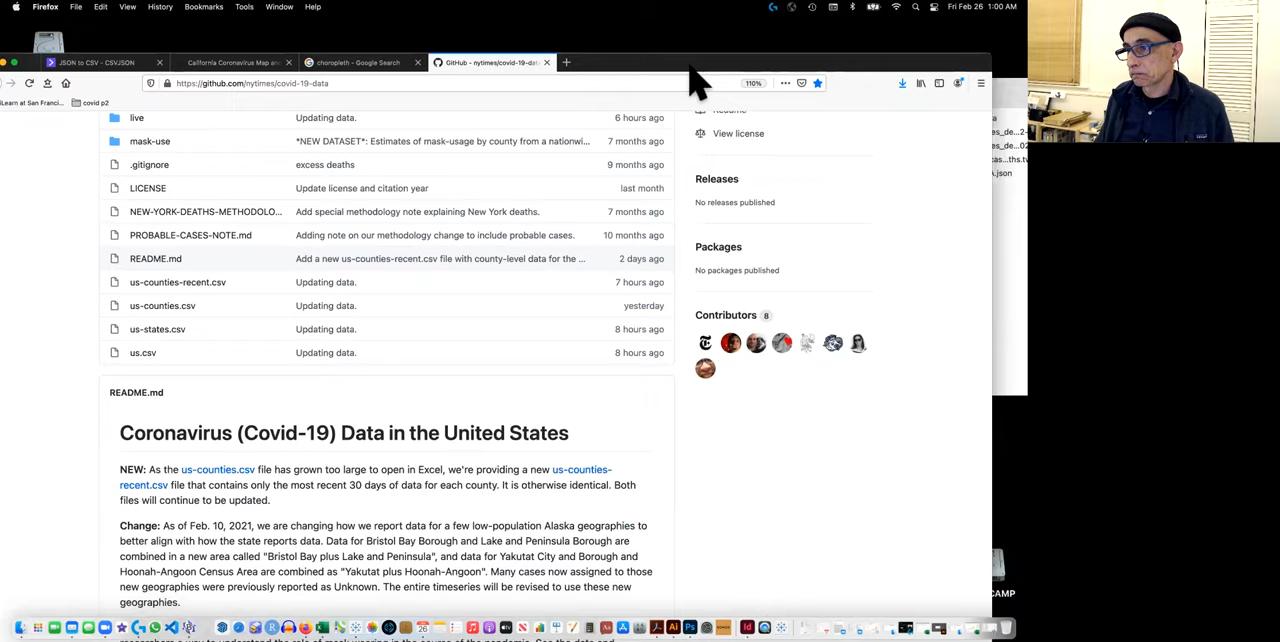 Firefox File Edit View History Bookmarks Tools Window Help Fri Feb 26 1:00 AM
JSON to CSV - CSVJSON California Coronavirus Map and choropleth - Google Search GitHub - nytimes/covid-19-data
https://github.com/nytimes/covid-19-data 110%
iLearn at San Franci... covid p2
live Updating data. 6 hours ago
mask-use *NEW DATASET*: Estimates of mask-usage by county from a nationwi... 7 months ago
.gitignore excess deaths 9 months ago
LICENSE Update license and citation year last month
NEW-YORK-DEATHS-METHODOLO... Add special methodology note explaining New York deaths. 7 months ago
PROBABLE-CASES-NOTE.md Adding note on our methodology change to include probable cases. 10 months ago
README.md Add a new us-counties-recent.csv file with county-level data for the ... 2 days ago
us-counties-recent.csv Updating data. 7 hours ago
us-counties.csv Updating data. yesterday
us-states.csv Updating data. 8 hours ago
us.csv Updating data. 8 hours ago
Readme
View license
Releases
No releases published
Packages
No packages published
Contributors 8
README.md
Coronavirus (Covid-19) Data in the United States
NEW: As the us-counties.csv file has grown too large to open in Excel, we're providing a new us-counties-
recent.csv file that contains only the most recent 30 days of data for each county. It is otherwise identical. Both
files will continue to be updated.
Change: As of Feb. 10, 2021, we are changing how we report data for a few low-population Alaska geographies to
better align with how the state reports data. Data for Bristol Bay Borough and Lake and Peninsula Borough are
combined in a new area called "Bristol Bay plus Lake and Peninsula", and data for Yakutat City and Borough and
Hoonah-Angoon Census Area are combined as "Yakutat plus Hoonah-Angoon". Many cases now assigned to those
new geographies were previously reported as Unknown. The entire timeseries will be revised to use these new
geographies.